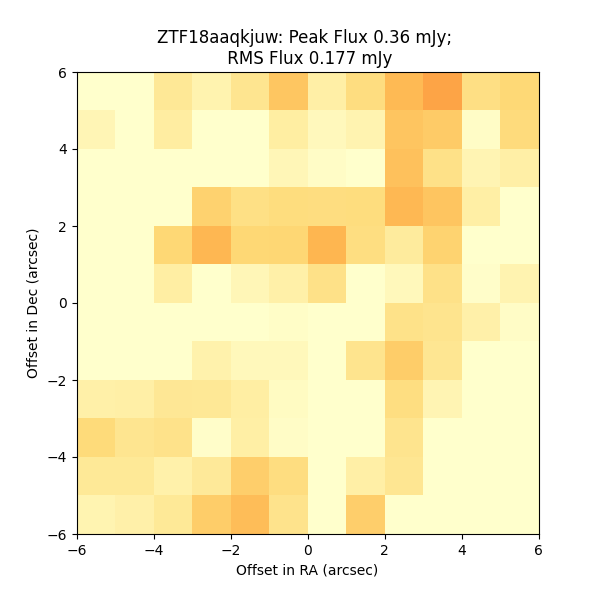 ZTF18aaqkjuw: Peak Flux 0.36 mJy;
RMS Flux 0.177 mJy
6
4
2
0
−2
−4
−6
Offset in Dec (arcsec)
−6 −4 −2 0 2 4 6
Offset in RA (arcsec)